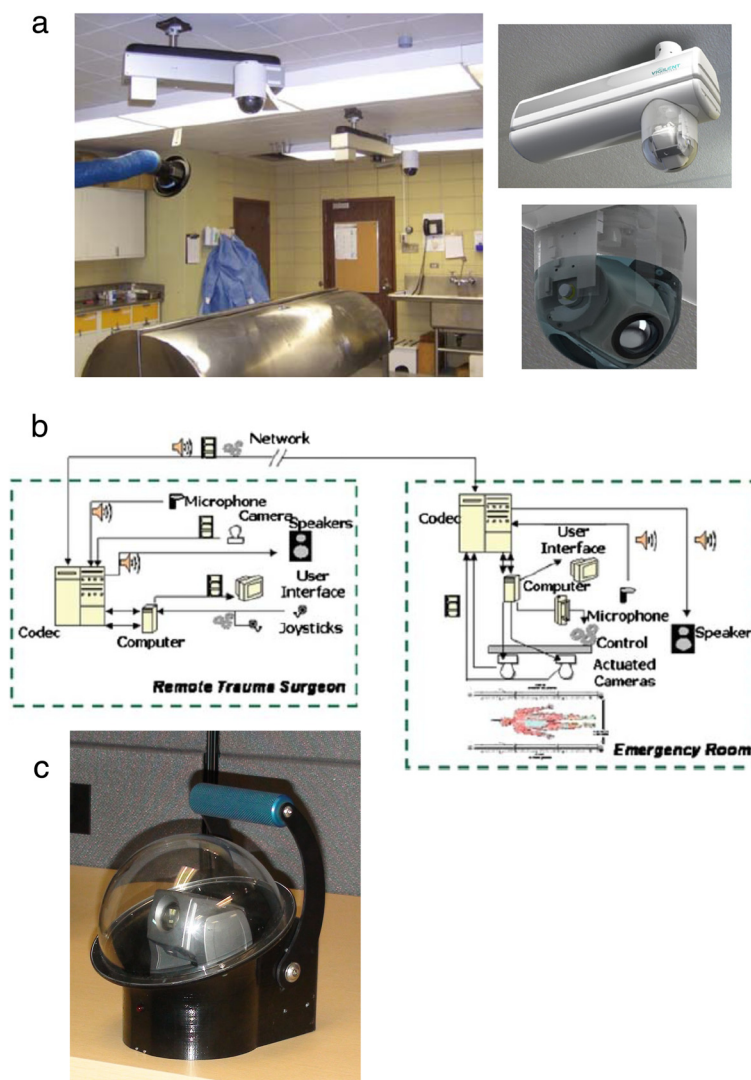 a
VIGILENT
b
Network
Microphone
Camera
Speakers
User
Interface
Codec
Computer
Joysticks
Remote Trauma Surgeon
Codec
User
Interface
Computer
Microphone
Control
Speaker
Actuated
Cameras
Emergency Room
c